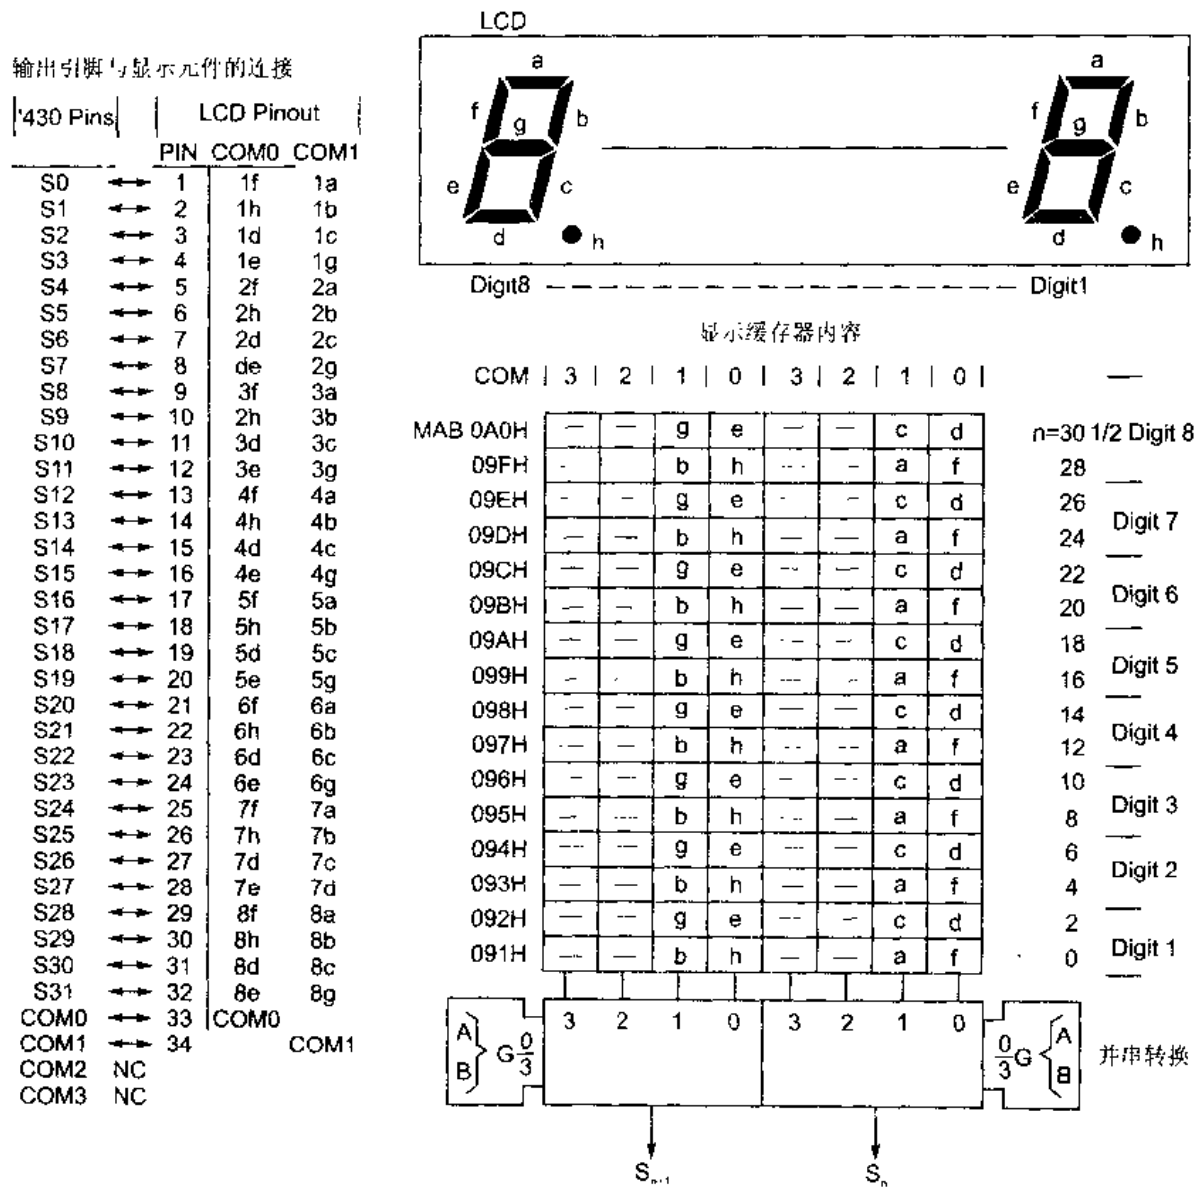 LCD
输出引脚与显示元件的连接
'430 Pins LCD Pinout
PIN COM0 COM1
S0 1 1f 1a
S1 2 1h 1b
S2 3 1d 1c
S3 4 1e 1g
S4 5 2f 2a
S5 6 2h 2b
S6 7 2d 2c
S7 8 de 2g
S8 9 3f 3a
S9 10 2h 3b
S10 11 3d 3c
S11 12 3e 3g
S12 13 4f 4a
S13 14 4h 4b
S14 15 4d 4c
S15 16 4e 4g
S16 17 5f 5a
S17 18 5h 5b
S18 19 5d 5c
S19 20 5e 5g
S20 21 6f 6a
S21 22 6h 6b
S22 23 6d 6c
S23 24 6e 6g
S24 25 7f 7a
S25 26 7h 7b
S26 27 7d 7c
S27 28 7e 7d
S28 29 8f 8a
S29 30 8h 8b
S30 31 8d 8c
S31 32 8e 8g
COM0 33 COM0
COM1 34 COM1
COM2 NC
COM3 NC
a a
f b f b
g g
e c e c
d h d h
Digit8 Digit1
显示缓存器内容
COM 3 2 1 0 3 2 1 0
MAB 0A0H — — g e — — c d n=30 1/2 Digit 8
09FH - b h — — a f 28
09EH - — g e - — c d 26
Digit 7
09DH — — b h — — a f 24
09CH — — g e — — c d 22
Digit 6
09BH — — b h — — a f 20
09AH — — g e — — c d 18
Digit 5
099H — - b h — — a f 16
098H — — g e — — c d 14
Digit 4
097H — — b h — — a f 12
096H — — g e — — c d 10
Digit 3
095H — — b h — — a f 8
094H — — g e — — c d 6
Digit 2
093H — — b h — — a f 4
092H — — g e — — c d 2
Digit 1
091H — — b h — — a f 0
3 2 1 0 3 2 1 0
A B } G 0/3
0/3 G { A B
并串转换
Sn+1 Sn